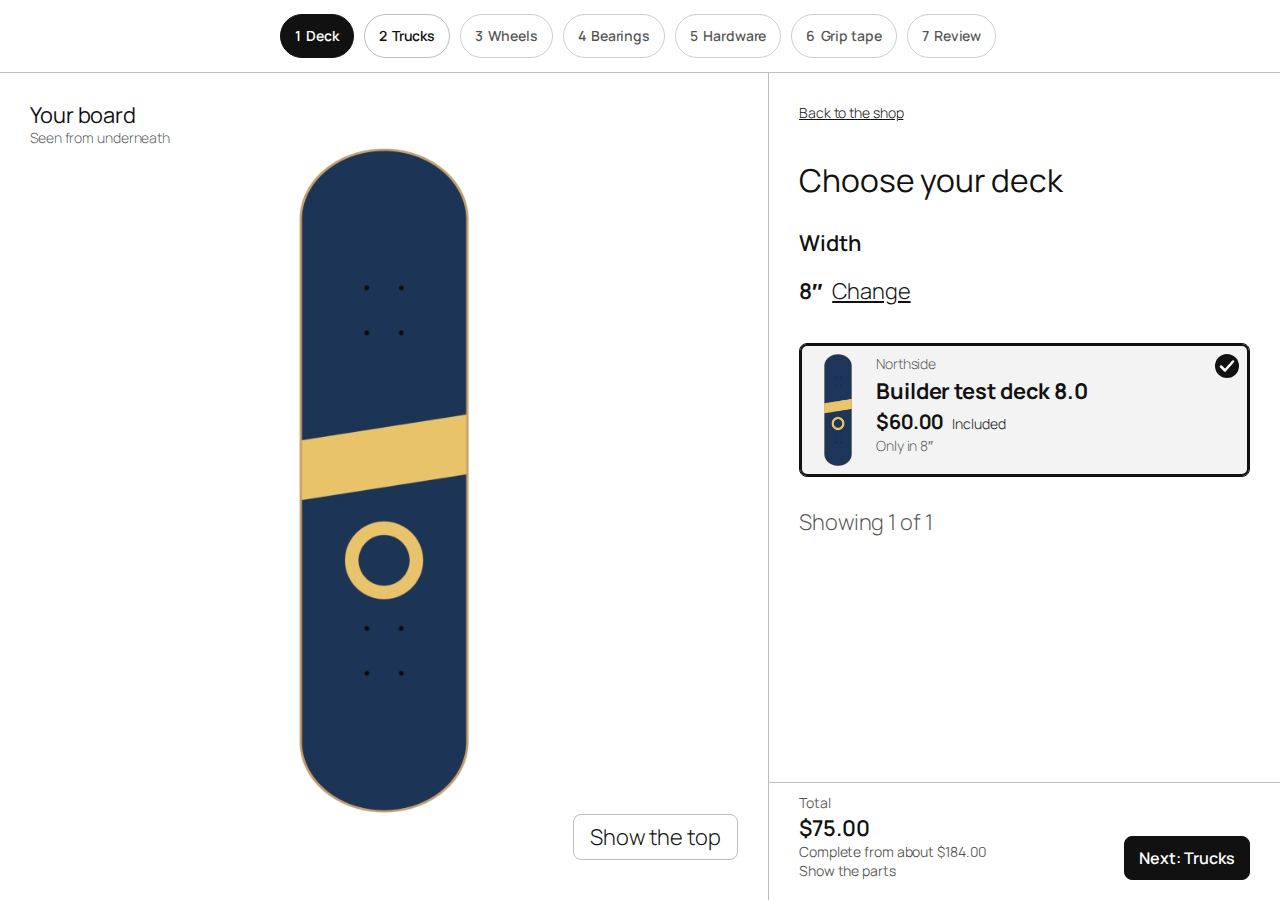 1 Deck
2 Trucks
3 Wheels
4 Bearings
5 Hardware
6 Grip tape
7 Review
Your board
Seen from underneath
Show the top
Back to the shop
Choose your deck
Width
8″ Change
Northside
Builder test deck 8.0
$60.00 Included
Only in 8″
Showing 1 of 1
Total
$75.00
Complete from about $184.00
Show the parts
Next: Trucks